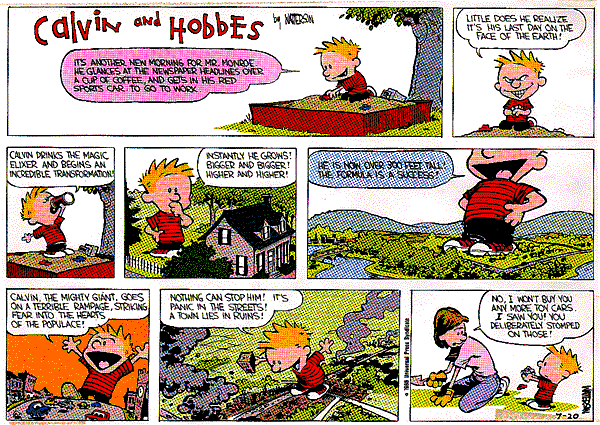 Calvin and HOBBES
by WATERSON
IT'S ANOTHER NEW MORNING FOR MR. MONROE.
HE GLANCES AT THE NEWSPAPER HEADLINES OVER
A CUP OF COFFEE, AND GETS IN HIS RED
SPORTS CAR TO GO TO WORK.
LITTLE DOES HE REALIZE
IT'S HIS LAST DAY ON THE
FACE OF THE EARTH!
CALVIN DRINKS THE MAGIC
ELIXER AND BEGINS AN
INCREDIBLE TRANSFORMATION!
INSTANTLY HE GROWS!
BIGGER AND BIGGER!
HIGHER AND HIGHER!
HE IS NOW OVER 300 FEET TALL!
THE FORMULA IS A SUCCESS!
CALVIN, THE MIGHTY GIANT, GOES
ON A TERRIBLE RAMPAGE, STRIKING
FEAR INTO THE HEARTS
OF THE POPULACE!
NOTHING CAN STOP HIM! IT'S
PANIC IN THE STREETS!
A TOWN LIES IN RUINS!
Universal Press Syndicate
NO, I WON'T BUY YOU
ANY MORE TOY CARS.
I SAW YOU! YOU
DELIBERATELY STOMPED
ON THOSE!
WATERSON
7-20